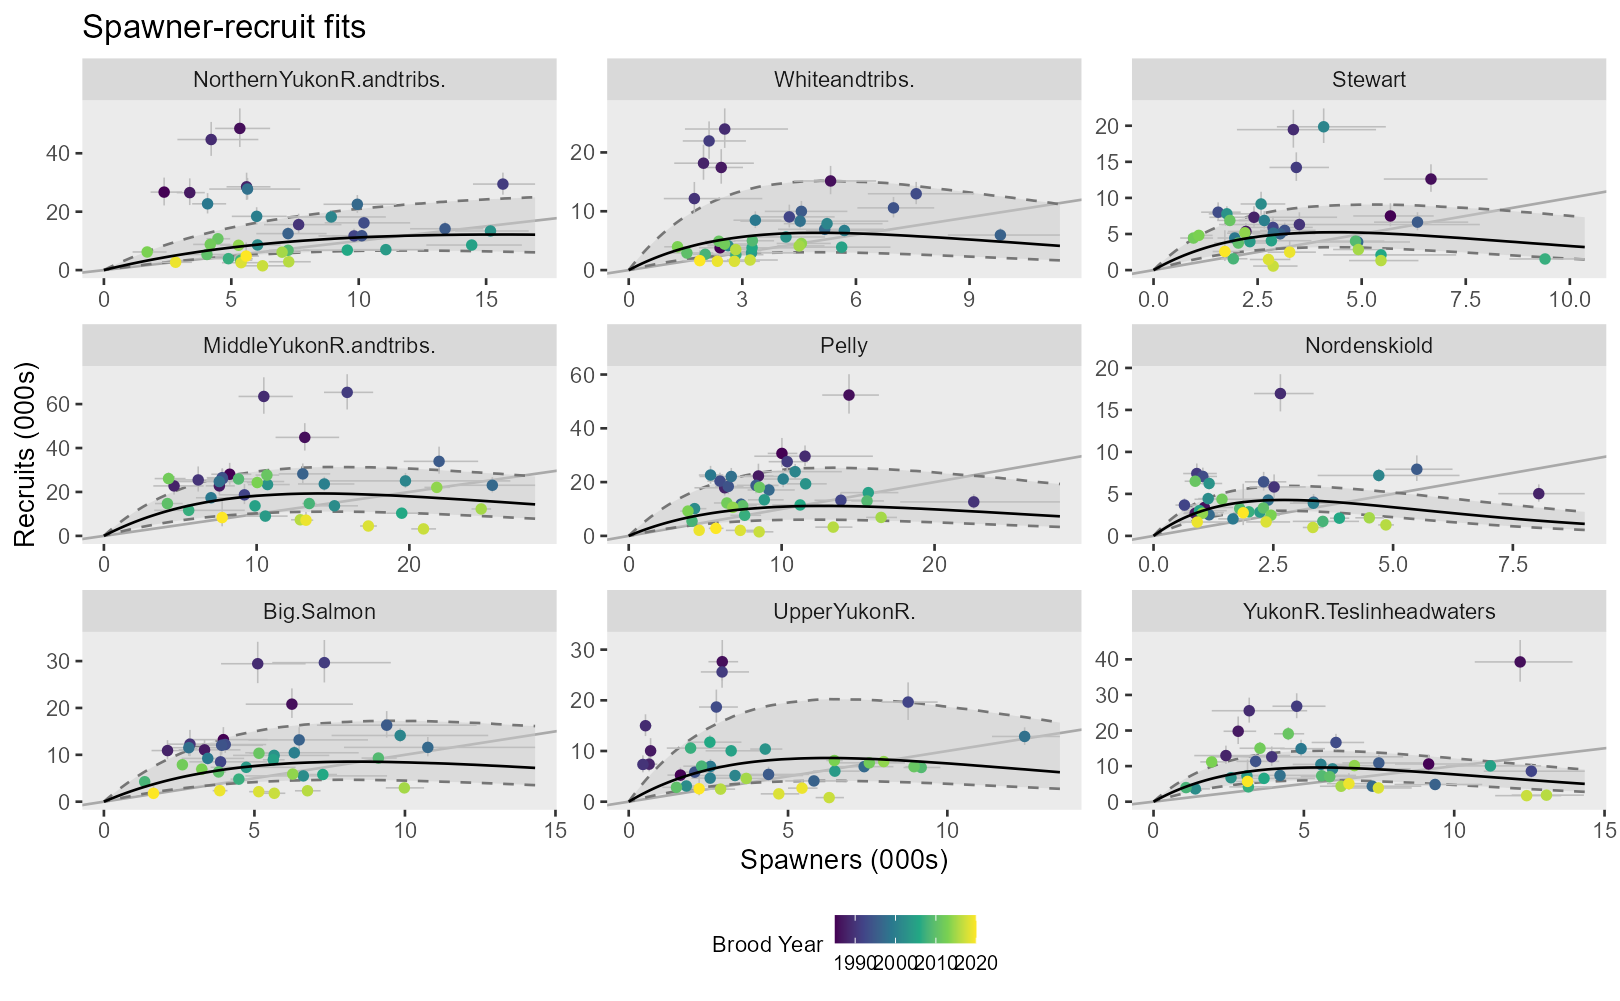 Spawner-recruit fits
NorthernYukonR.andtribs.
Whiteandtribs.
Stewart
40
20
0
20
10
0
20
15
10
5
0
0 5 10 15
0 3 6 9
0.0 2.5 5.0 7.5 10.0
MiddleYukonR.andtribs.
Pelly
Nordenskiold
60
40
20
0
60
40
20
0
20
15
10
5
0
0 10 20
0 10 20
0.0 2.5 5.0 7.5
Big.Salmon
UpperYukonR.
YukonR.Teslinheadwaters
30
20
10
0
30
20
10
0
40
30
20
10
0
0 5 10 15
0 5 10
0 5 10 15
Recruits (000s)
Spawners (000s)
Brood Year
1990 2000 2010 2020